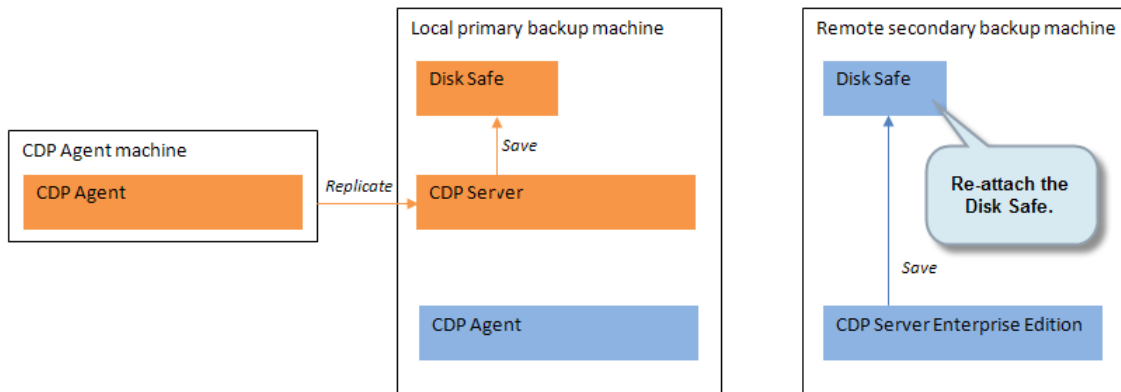 Local primary backup machine
Remote secondary backup machine
Disk Safe
Disk Safe
Save
CDP Agent machine
CDP Agent
Replicate
CDP Server
Re-attach the
Disk Safe.
Save
CDP Agent
CDP Server Enterprise Edition